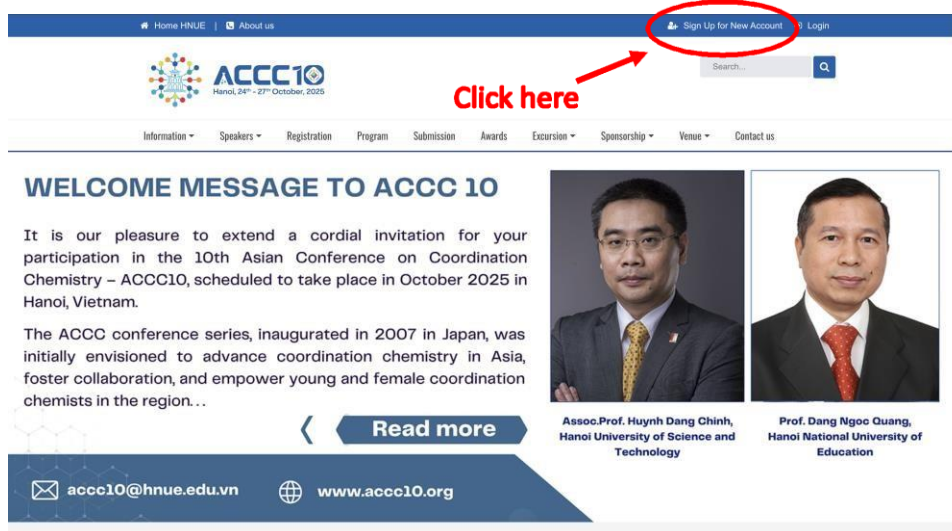 Home HNUE | About us
Sign Up for New Account Login
ACCC10
Hanoi, 24th - 27th October, 2025
Search...
Click here
Information Speakers Registration Program Submission Awards Excursion Sponsorship Venue Contact us
WELCOME MESSAGE TO ACCC 10
It is our pleasure to extend a cordial invitation for your
participation in the 10th Asian Conference on Coordination
Chemistry – ACCC10, scheduled to take place in October 2025 in
Hanoi, Vietnam.
The ACCC conference series, inaugurated in 2007 in Japan, was
initially envisioned to advance coordination chemistry in Asia,
foster collaboration, and empower young and female coordination
chemists in the region...
Read more
Assoc.Prof. Huynh Dang Chinh,
Hanoi University of Science and
Technology
Prof. Dang Ngoc Quang,
Hanoi National University of
Education
accc10@hnue.edu.vn
www.accc10.org